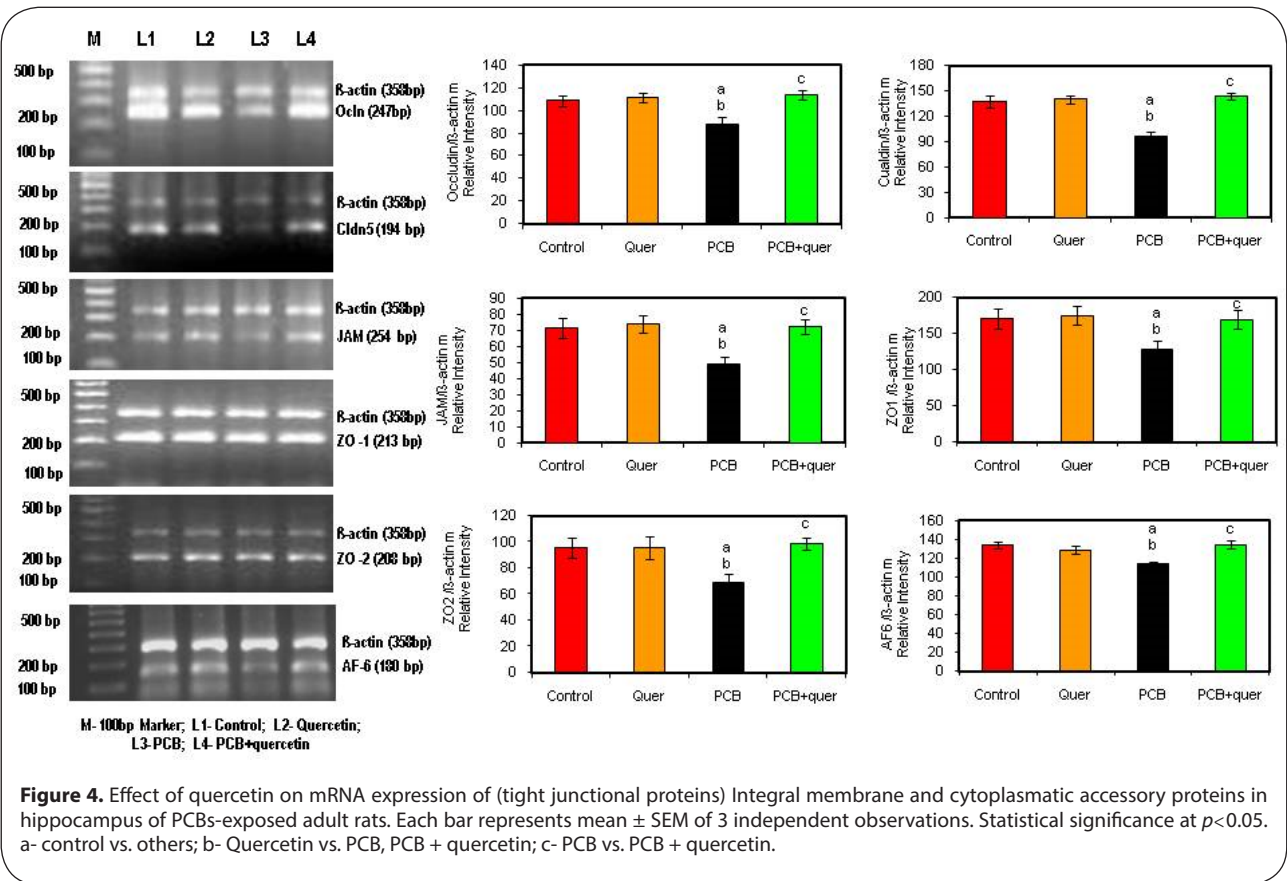 M L1 L2 L3 L4
500 bp
200 bp
100 bp
ß-actin (358bp)
Ocln (247bp)
500 bp
200 bp
100 bp
ß-actin (358bp)
Cldn5 (194 bp)
500 bp
200 bp
100 bp
ß-actin (358bp)
JAM (254 bp)
500 bp
200 bp
100 bp
ß-actin (358bp)
ZO -1 (213 bp)
500 bp
200 bp
100 bp
ß-actin (358bp)
ZO -2 (208 bp)
500 bp
200 bp
100 bp
ß-actin (358bp)
AF-6 (180 bp)
M- 100bp Marker; L1- Control; L2- Quercetin;
L3-PCB; L4- PCB+quercetin
Occludin/ß-actin m
Relative Intensity
140
120
100
80
60
40
20
0
a
b
c
Control Quer PCB PCB+quer
Cualdin/ß-actin m
Relative Intensity
180
150
120
90
60
30
0
a
b
c
Control Quer PCB PCB+quer
JAM/ß-actin m
Relative Intensity
90
80
70
60
50
40
30
20
10
0
a
b
c
Control Quer PCB PCB+quer
ZO1 /ß-actin m
Relative Intensity
200
150
100
50
0
a
b
c
Control Quer PCB PCB+quer
ZO2 /ß-actin m
Relative Intensity
120
100
80
60
40
20
0
a
b
c
Control Quer PCB PCB+quer
AF6 /ß-actin m
Relative Intensity
160
140
120
100
80
60
40
20
0
a
b
c
Control Quer PCB PCB+quer
Figure 4. Effect of quercetin on mRNA expression of (tight junctional proteins) Integral membrane and cytoplasmatic accessory proteins in
hippocampus of PCBs-exposed adult rats. Each bar represents mean ± SEM of 3 independent observations. Statistical significance at p<0.05.
a- control vs. others; b- Quercetin vs. PCB, PCB + quercetin; c- PCB vs. PCB + quercetin.